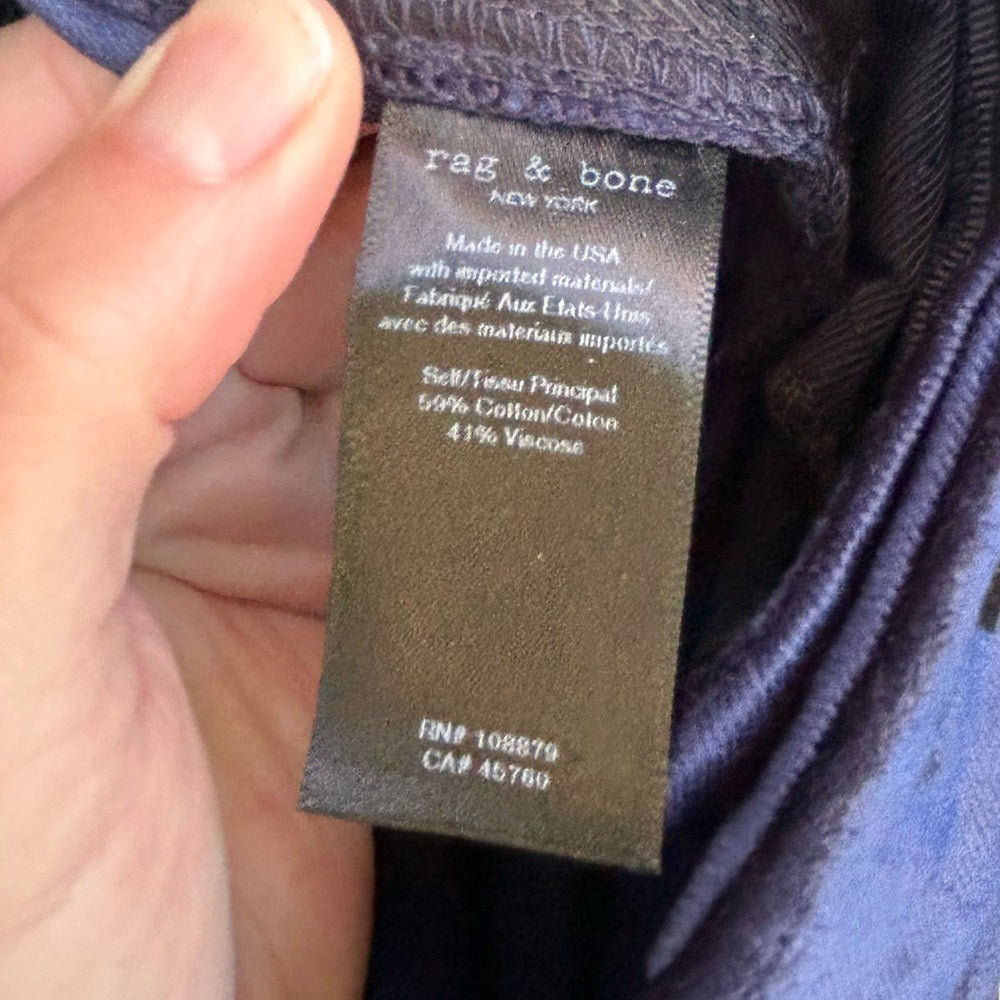 rag & bone
NEW YORK
Made in the USA
with imported materials/
Fabriqué Aux Etats-Unis
avec des materiaux importés
Self/Tissu Principal
59% Cotton/Coton
41% Viscose
RN# 108879
CA# 45760